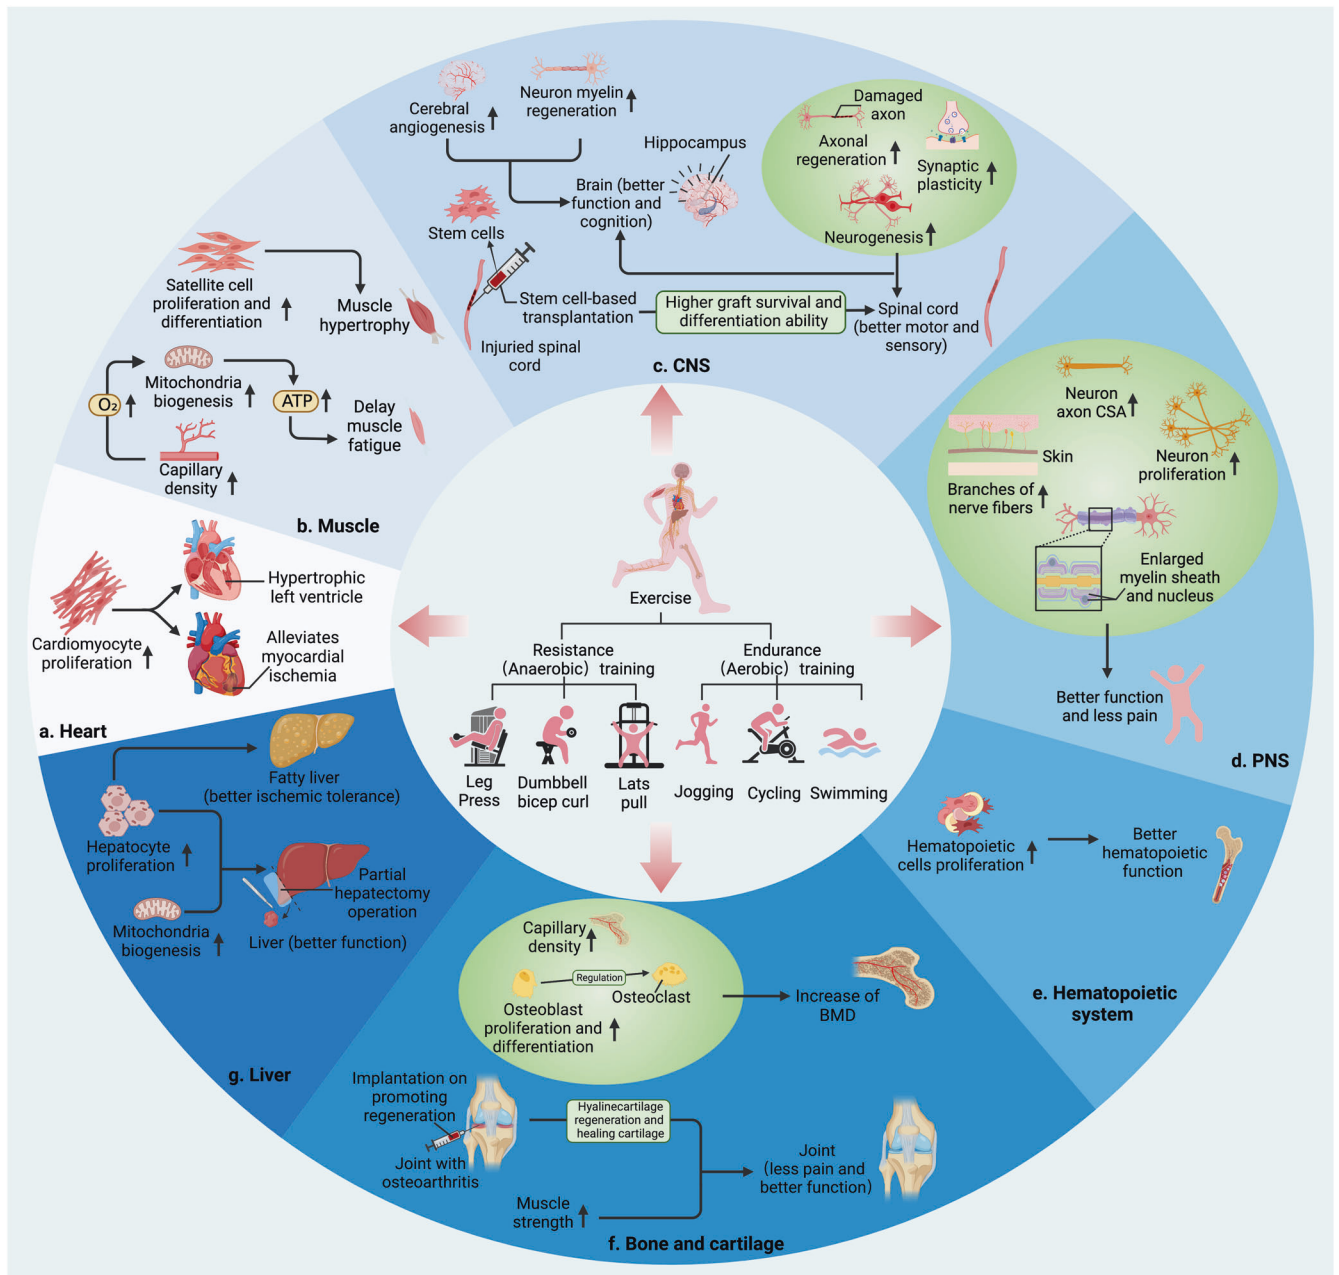 Cerebral
angiogenesis
Neuron myelin
regeneration
Hippocampus
Brain (better
function and
cognition)
Stem cells
Stem cell-based
transplantation
Injuried spinal
cord
Higher graft survival and
differentiation ability
Damaged
axon
Axonal
regeneration
Synaptic
plasticity
Neurogenesis
Spinal cord
(better motor and
sensory)
c. CNS
Satellite cell
proliferation and
differentiation
Muscle
hypertrophy
Mitochondria
biogenesis
O₂
ATP
Delay
muscle
fatigue
Capillary
density
b. Muscle
Neuron
axon CSA
Skin
Branches of
nerve fibers
Neuron
proliferation
Enlarged
myelin sheath
and nucleus
Better function
and less pain
d. PNS
Cardiomyocyte
proliferation
Hypertrophic
left ventricle
Alleviates
myocardial
ischemia
a. Heart
Exercise
Resistance
(Anaerobic) training
Endurance
(Aerobic) training
Leg
Press
Dumbbell
bicep curl
Lats
pull
Jogging
Cycling
Swimming
Fatty liver
(better ischemic tolerance)
Hepatocyte
proliferation
Partial
hepatectomy
operation
Mitochondria
biogenesis
Liver (better function)
g. Liver
Hematopoietic
cells proliferation
Better
hematopoietic
function
e. Hematopoietic
system
Capillary
density
Regulation
Osteoclast
Osteoblast
proliferation and
differentiation
Increase of
BMD
Implantation on
promoting
regeneration
Joint with
osteoarthritis
Hyalinecartilage
regeneration and
healing cartilage
Muscle
strength
Joint
(less pain and
better function)
f. Bone and cartilage